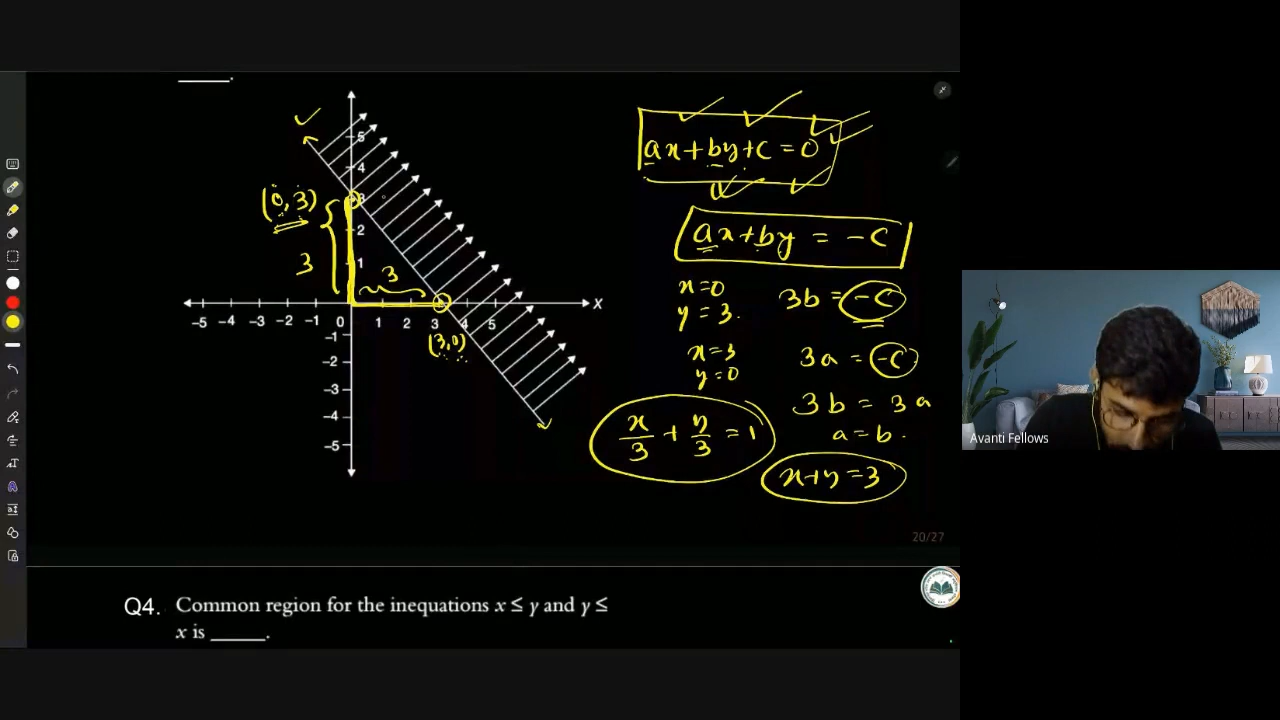 _____.
5
4
3
2
1
(0, 3)
3
3
X
-5 -4 -3 -2 -1 0 1 2 3 4 5
(3,0)
-1
-2
-3
-4
-5
ax+by+c=0
ax+by = -c
x=0
y=3.
3b = -c
x=3
y=0
3a = -c
3b = 3a
a=b.
x/3 + y/3 = 1
x+y=3
20/27
Q4. Common region for the inequations x ≤ y and y ≤
x is _____.
Avanti Fellows